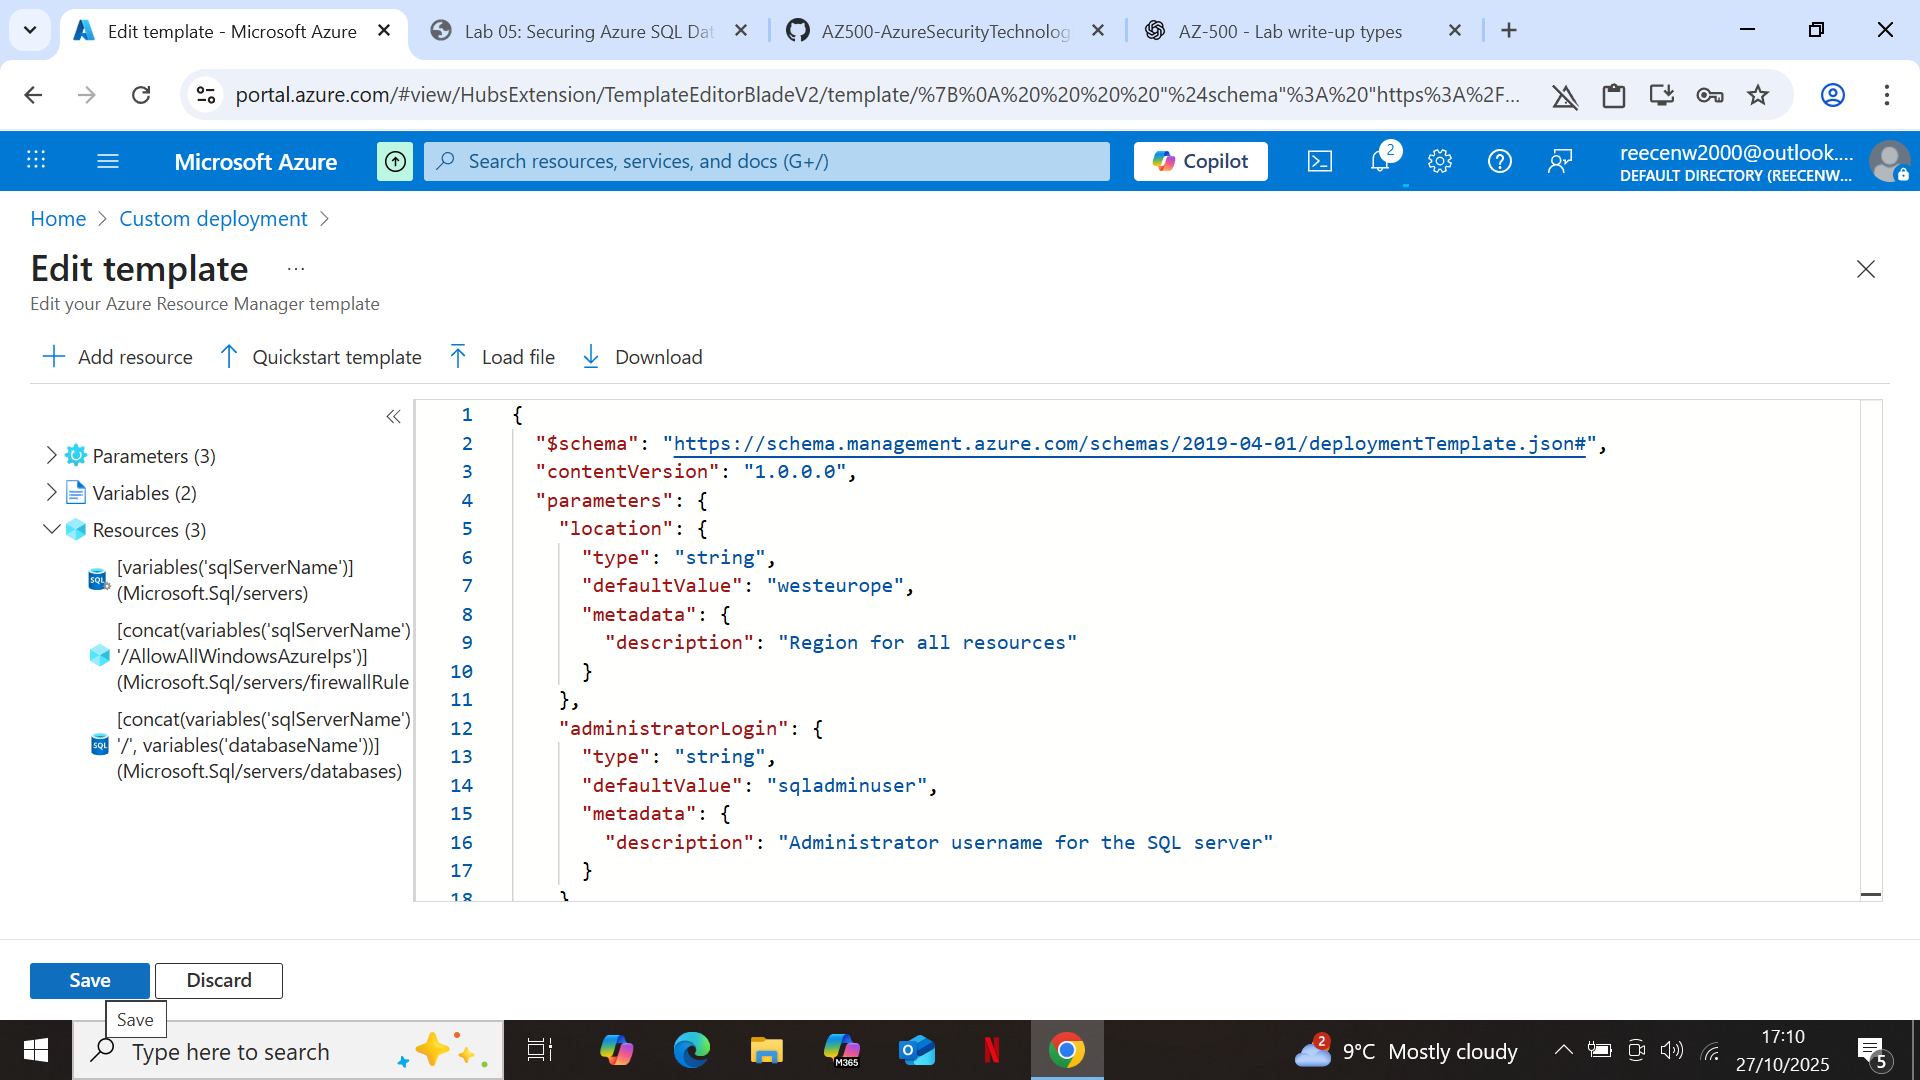 Edit template - Microsoft Azure
Lab 05: Securing Azure SQL Dat
AZ500-AzureSecurityTechnolog
AZ-500 - Lab write-up types
portal.azure.com/#view/HubsExtension/TemplateEditorBladeV2/template/%7B%0A%20%20%20%20"%24schema"%3A%20"https%3A%2F...
Microsoft Azure
Search resources, services, and docs (G+/)
Copilot
2
reecenw2000@outlook....
DEFAULT DIRECTORY (REECENW...
Home > Custom deployment >
Edit template ...
Edit your Azure Resource Manager template
Add resource
Quickstart template
Load file
Download
Parameters (3)
Variables (2)
Resources (3)
[variables('sqlServerName')]
(Microsoft.Sql/servers)
[concat(variables('sqlServerName')
'/AllowAllWindowsAzureIps')]
(Microsoft.Sql/servers/firewallRule
[concat(variables('sqlServerName')
'/', variables('databaseName'))]
(Microsoft.Sql/servers/databases)
1 {
2 "$schema": "https://schema.management.azure.com/schemas/2019-04-01/deploymentTemplate.json#",
3 "contentVersion": "1.0.0.0",
4 "parameters": {
5 "location": {
6 "type": "string",
7 "defaultValue": "westeurope",
8 "metadata": {
9 "description": "Region for all resources"
10 }
11 },
12 "administratorLogin": {
13 "type": "string",
14 "defaultValue": "sqladminuser",
15 "metadata": {
16 "description": "Administrator username for the SQL server"
17 }
18 }
Save
Discard
Save
Type here to search
M365
2
9°C Mostly cloudy
17:10
27/10/2025
5